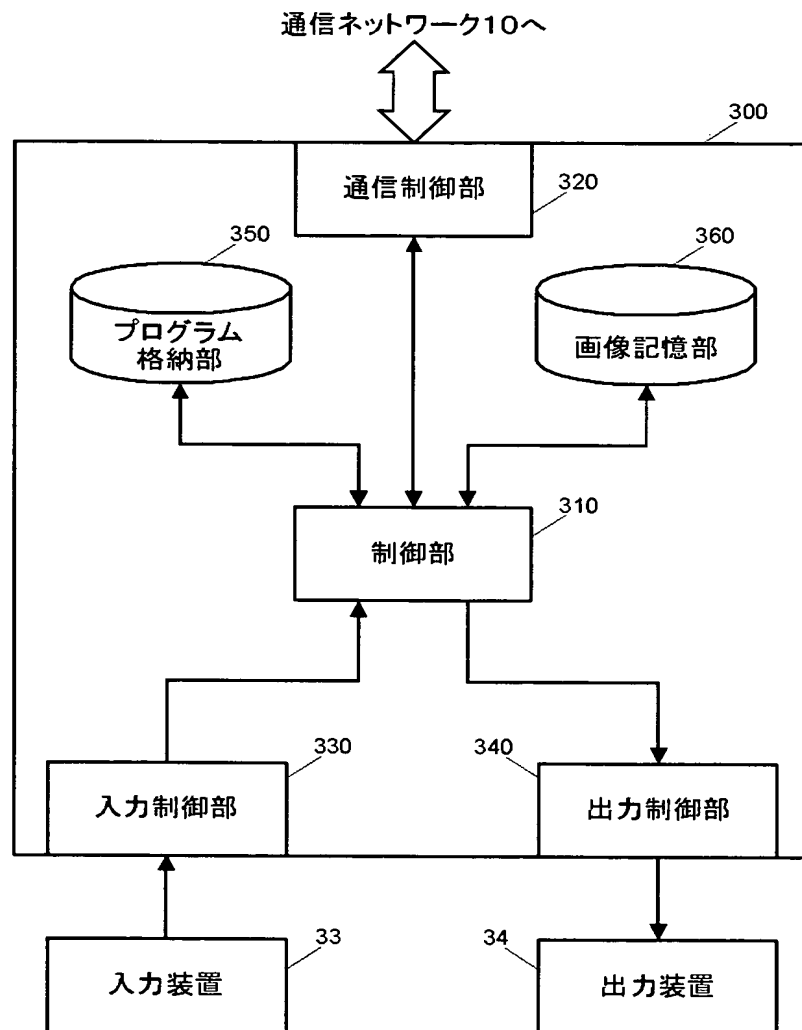 通信ネットワーク10へ
300
通信制御部
320
350
360
プログラム
格納部
画像記憶部
310
制御部
330
340
入力制御部
出力制御部
33
34
入力装置
出力装置